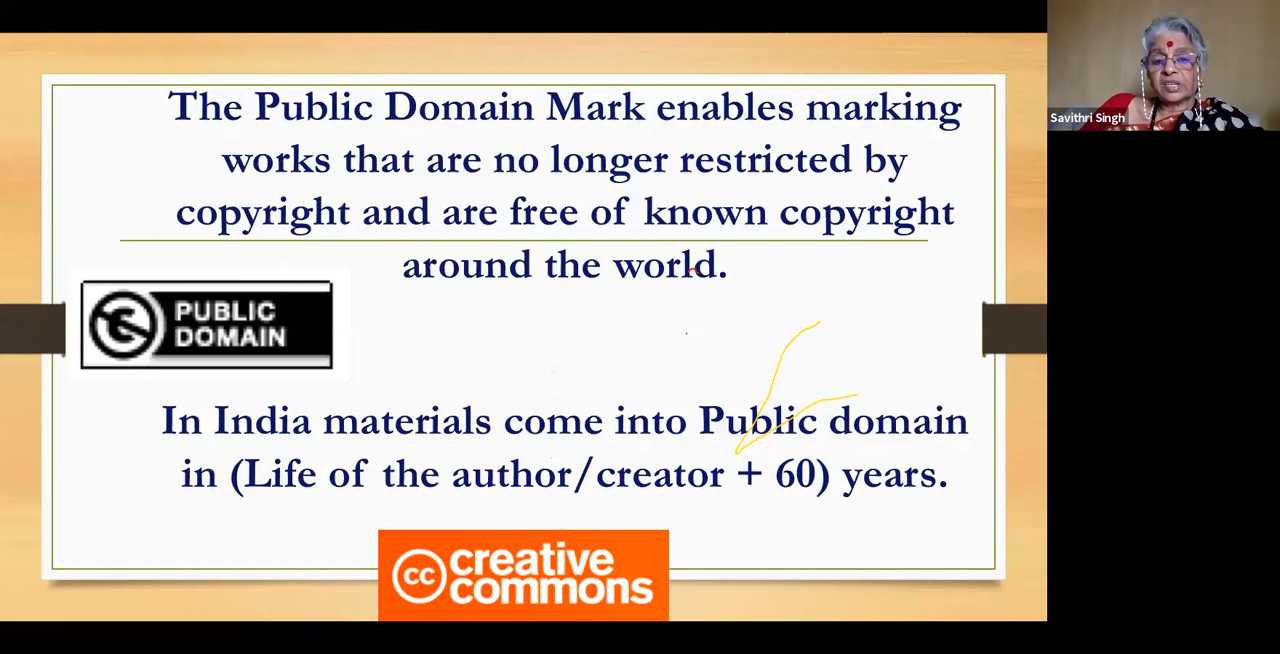 The Public Domain Mark enables marking
works that are no longer restricted by
copyright and are free of known copyright
around the world.
PUBLIC
DOMAIN
In India materials come into Public domain
in (Life of the author/creator + 60) years.
cc creative
commons
Savithri Singh